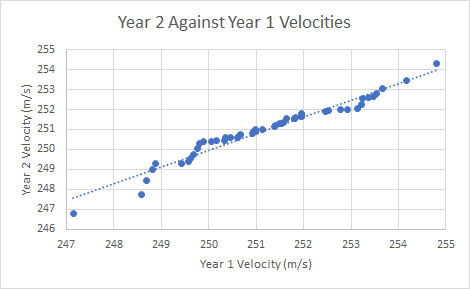 Year 2 Against Year 1 Velocities
Year 2 Velocity (m/s)
255
254
253
252
251
250
249
248
247
246
247 248 249 250 251 252 253 254 255
Year 1 Velocity (m/s)